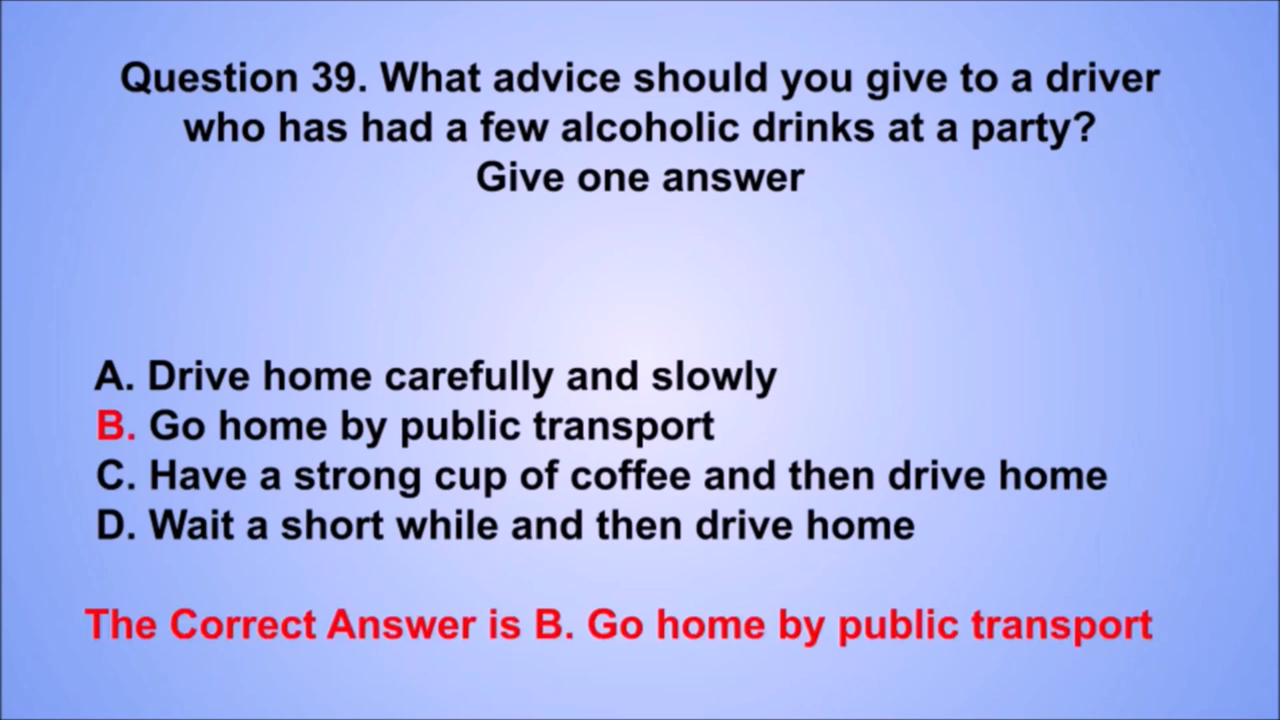 Question 39. What advice should you give to a driver
who has had a few alcoholic drinks at a party?
Give one answer
A. Drive home carefully and slowly
B. Go home by public transport
C. Have a strong cup of coffee and then drive home
D. Wait a short while and then drive home
The Correct Answer is B. Go home by public transport